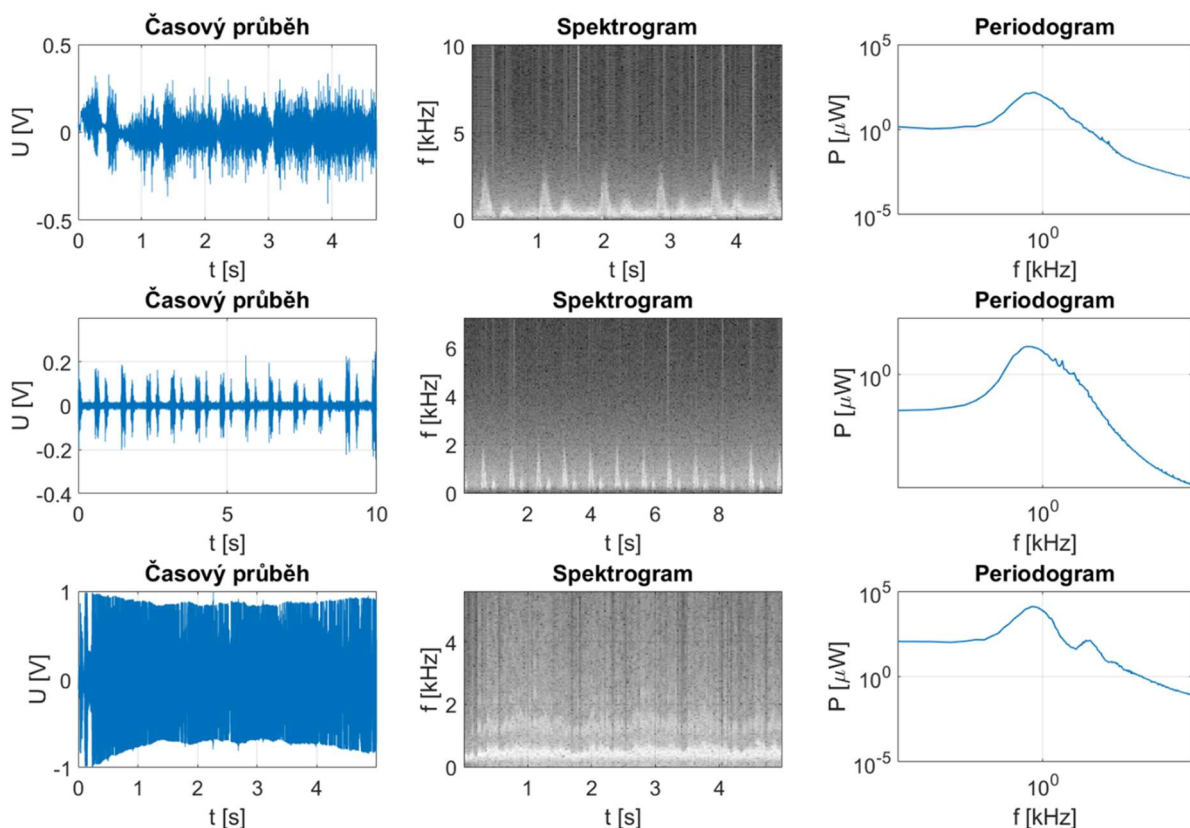 Časový průběh
0.5
0
-0.5
U [V]
0 1 2 3 4
t [s]
Spektrogram
10
5
0
f [kHz]
1 2 3 4
t [s]
Periodogram
10^5
10^0
10^-5
P [μW]
10^0
f [kHz]
Časový průběh
0.2
0
-0.2
-0.4
U [V]
0 5 10
t [s]
Spektrogram
6
4
2
0
f [kHz]
2 4 6 8
t [s]
Periodogram
10^0
P [μW]
10^0
f [kHz]
Časový průběh
1
0
-1
U [V]
0 1 2 3 4
t [s]
Spektrogram
4
2
0
f [kHz]
1 2 3 4
t [s]
Periodogram
10^5
10^0
10^-5
P [μW]
10^0
f [kHz]